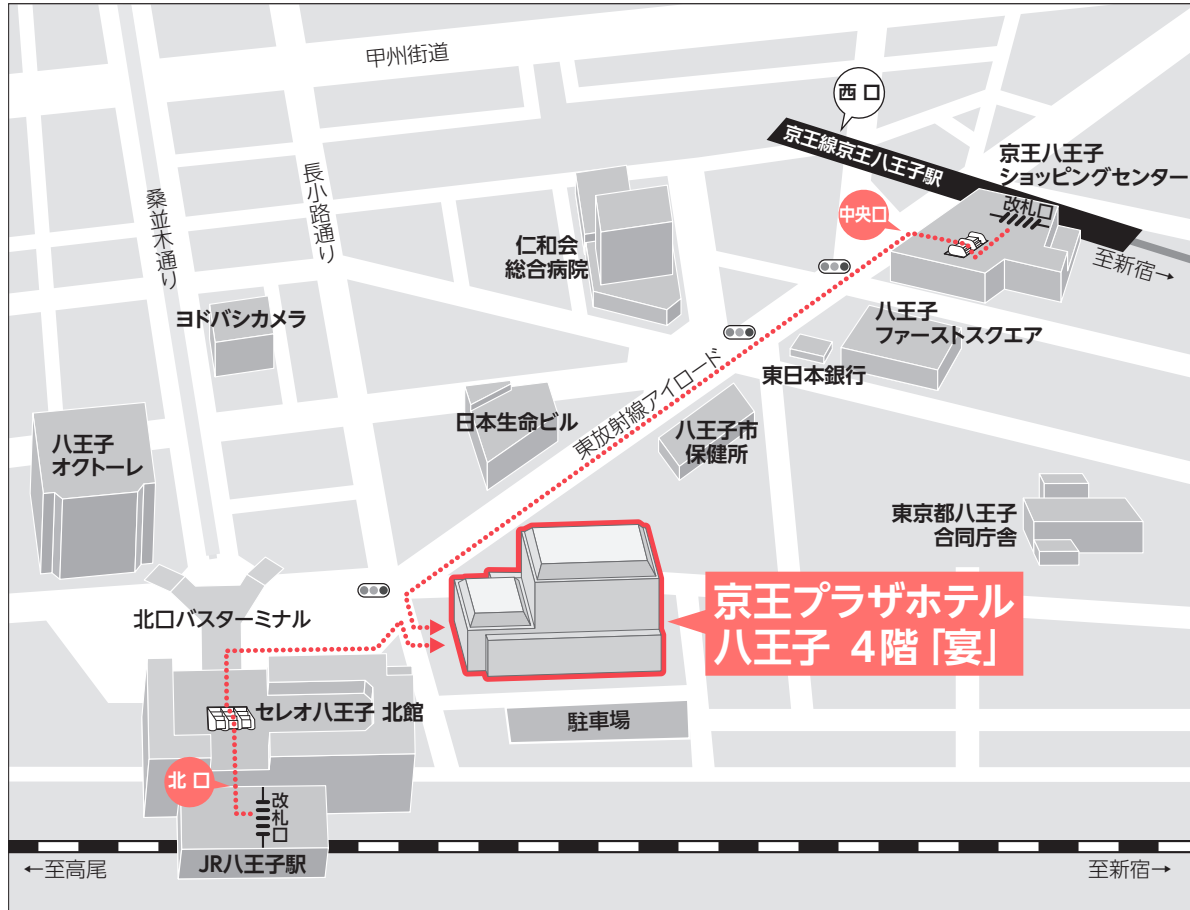 甲州街道
西口
京王線京王八王子駅
京王八王子
ショッピングセンター
改札口
中央口
至新宿→
桑並木通り
長小路通り
仁和会
総合病院
ヨドバシカメラ
八王子
ファーストスクエア
東日本銀行
東放射線アイロード
日本生命ビル
八王子市
保健所
八王子
オクトーレ
東京都八王子
合同庁舎
京王プラザホテル
八王子 4階「宴」
北口バスターミナル
セレオ八王子 北館
駐車場
北口
改札口
JR八王子駅
←至高尾
至新宿→